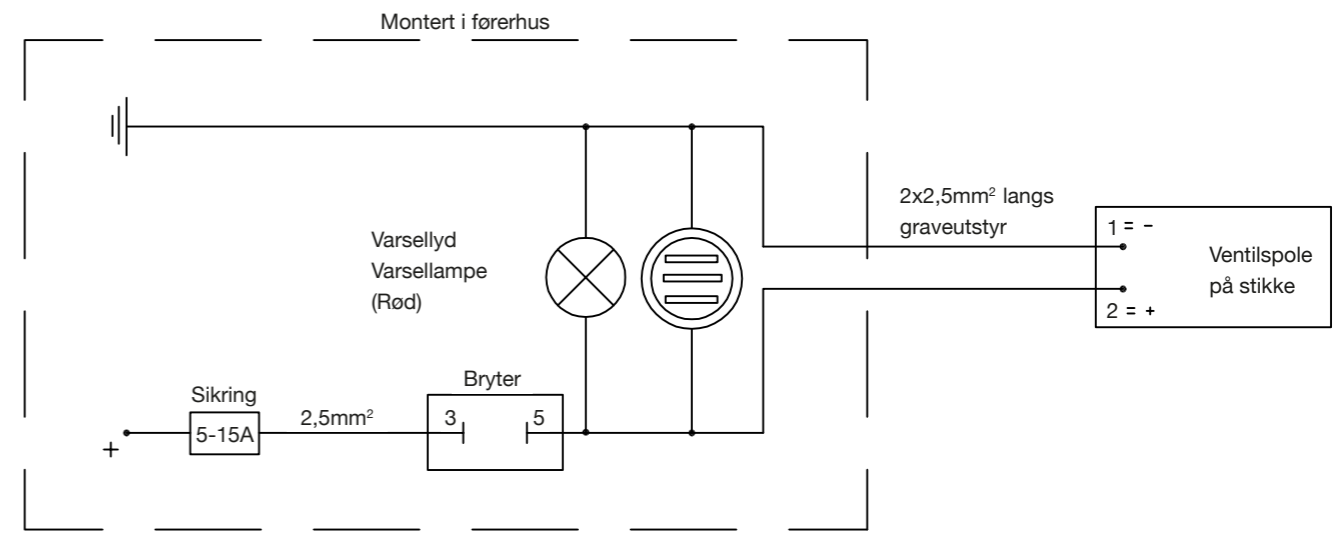 Montert i førerhus
2x2,5mm² langs
graveutstyr
1 = -
Ventilspole
på stikke
2 = +
Varsellyd
Varsellampe
(Rød)
Sikring
5-15A
2,5mm²
Bryter
3
5
+